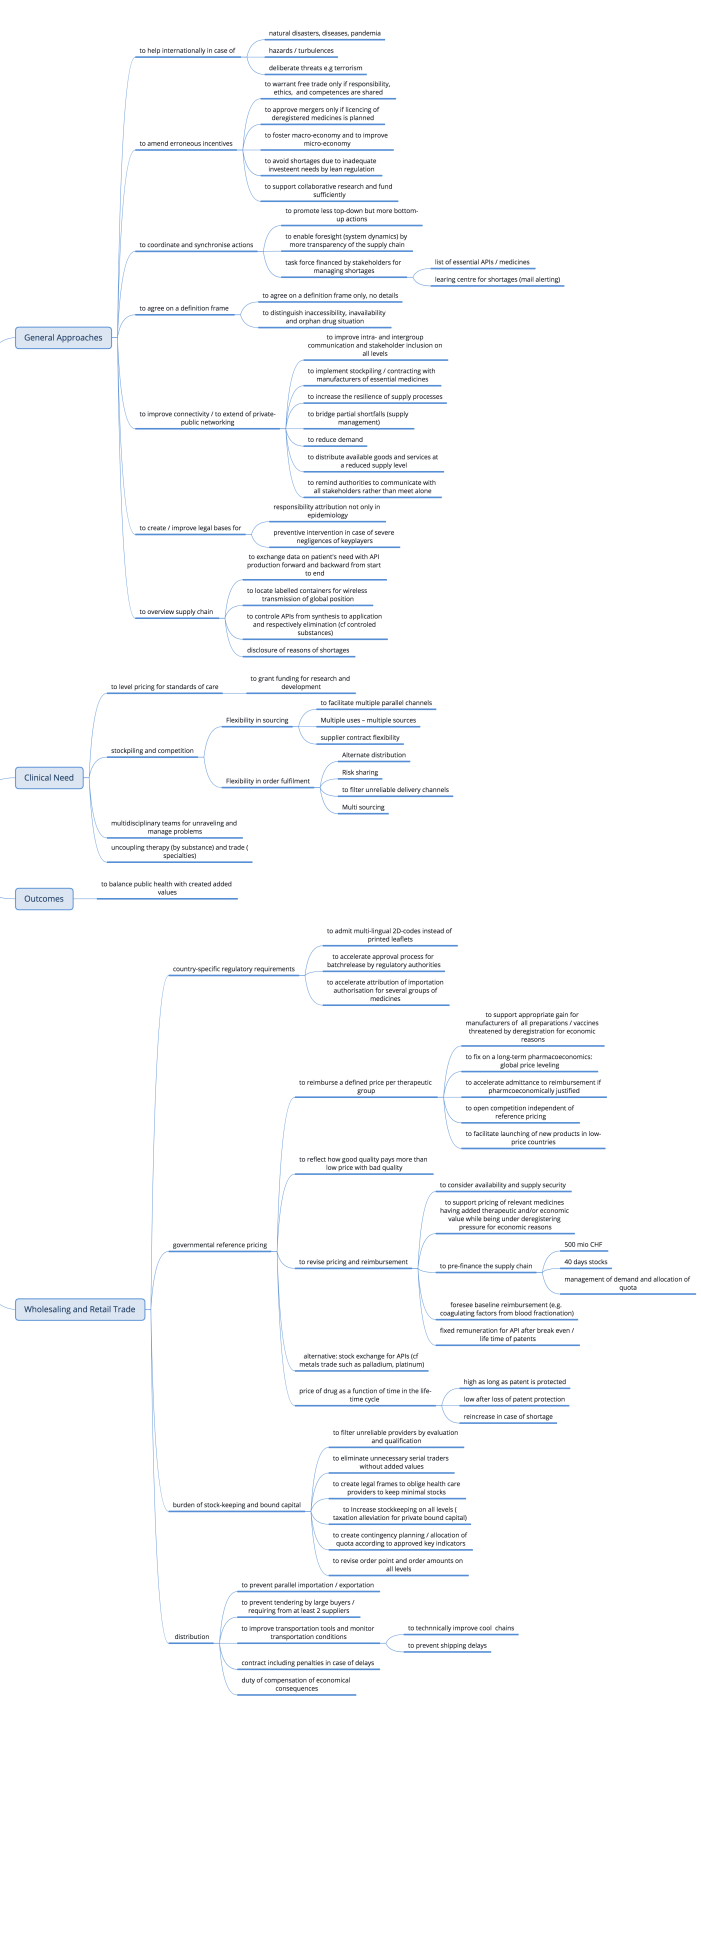 General Approaches
to help internationally in case of
natural disasters, diseases, pandemia
hazards / turbulences
deliberate threats e.g terrorism
to amend erroneous incentives
to warrant free trade only if responsibility,
ethics,  and competences are shared
to approve mergers only if licencing of
deregistered medicines is planned
to foster macro-economy and to improve
micro-economy
to avoid shortages due to inadequate
investeent needs by lean regulation
to support collaborative research and fund
sufficiently
to coordinate and synchronise actions
to promote less top-down but more bottom-
up actions
to enable foresight (system dynamics) by
more transparency of the supply chain
task force financed by stakeholders for
managing shortages
list of essential APIs / medicines
learing centre for shortages (mail alerting)
to agree on a definition frame
to agree on a definition frame only, no details
to distinguish inaccessibility, inavailability
and orphan drug situation
to improve connectivity / to extend of private-
public networking
to improve intra- and intergroup
communication and stakeholder inclusion on
all levels
to implement stockpiling / contracting with
manufacturers of essential medicines
to increase the resilience of supply processes
to bridge partial shortfalls (supply
management)
to reduce demand
to distribute available goods and services at
a reduced supply level
to remind authorities to communicate with
all stakeholders rather than meet alone
to create / improve legal bases for
responsibility attribution not only in
epidemiology
preventive intervention in case of severe
negligences of keyplayers
to overview supply chain
to exchange data on patient's need with API
production forward and backward from start
to end
to locate labelled containers for wireless
transmission of global position
to controle APIs from synthesis to application
and respectively elimination (cf controled
substances)
disclosure of reasons of shortages
Clinical Need
to level pricing for standards of care
to grant funding for research and
development
stockpiling and competition
Flexibility in sourcing
to facilitate multiple parallel channels
Multiple uses – multiple sources
supplier contract flexibility
Flexibility in order fulfilment
Alternate distribution
Risk sharing
to filter unreliable delivery channels
Multi sourcing
multidisciplinary teams for unraveling and
manage problems
uncoupling therapy (by substance) and trade (
specialties)
Outcomes
to balance public health with created added
values
Wholesaling and Retail Trade
country-specific regulatory requirements
to admit multi-lingual 2D-codes instead of
printed leaflets
to accelerate approval process for
batchrelease by regulatory authorities
to accelerate attribution of importation
authorisation for several groups of
medicines
governmental reference pricing
to reimburse a defined price per therapeutic
group
to support appropriate gain for
manufacturers of  all preparations / vaccines
threatened by deregistration for economic
reasons
to fix on a long-term pharmacoeconomics:
global price leveling
to accelerate admittance to reimbursement if
pharmcoeconomically justified
to open competition independent of
reference pricing
to facilitate launching of new products in low-
price countries
to reflect how good quality pays more than
low price with bad quality
to revise pricing and reimbursement
to consider availability and supply security
to support pricing of relevant medicines
having added therapeutic and/or economic
value while being under deregistering
pressure for economic reasons
to pre-finance the supply chain
500 mio CHF
40 days stocks
management of demand and allocation of
quota
foresee baseline reimbursement (e.g.
coagulating factors from blood fractionation)
fixed remuneration for API after break even /
life time of patents
alternative: stock exchange for APIs (cf
metals trade such as palladium, platinum)
price of drug as a function of time in the life-
time cycle
high as long as patent is protected
low after loss of patent protection
reincrease in case of shortage
burden of stock-keeping and bound capital
to filter unreliable providers by evaluation
and qualification
to eliminate unnecessary serial traders
without added values
to create legal frames to oblige health care
providers to keep minimal stocks
to increase stockkeeping on all levels (
taxation alleviation for private bound capital)
to create contingency planning / allocation of
quota according to approved key indicators
to revise order point and order amounts on
all levels
distribution
to prevent parallel importation / exportation
to prevent tendering by large buyers /
requiring from at least 2 suppliers
to improve transportation tools and monitor
transportation conditions
to technnically improve cool  chains
to prevent shipping delays
contract including penalties in case of delays
duty of compensation of economical
consequences